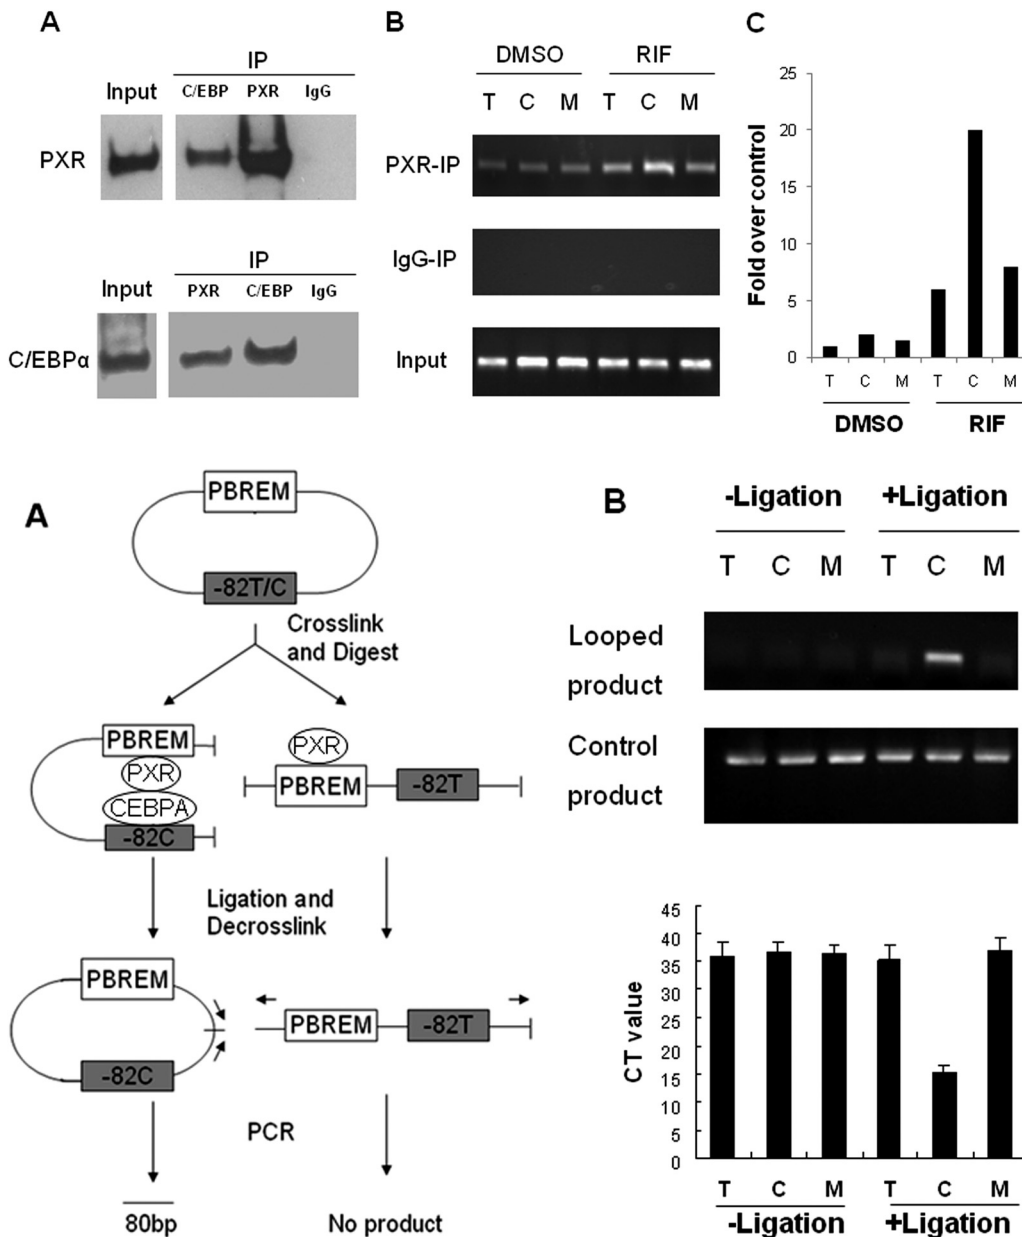 A
IP
Input C/EBP PXR IgG
PXR
IP
Input PXR C/EBP IgG
C/EBPα
B
DMSO RIF
T C M T C M
PXR-IP
IgG-IP
Input
C
25
20
15
10
5
0
Fold over control
T C M T C M
DMSO RIF
A
PBREM
-82T/C
Crosslink
and Digest
PBREM
PXR
CEBPA
-82C
PXR
PBREM -82T
Ligation and
Decrosslink
PBREM
-82C
PBREM -82T
PCR
80bp No product
B
-Ligation +Ligation
T C M T C M
Looped
product
Control
product
45
40
35
30
25
20
15
10
5
0
CT value
T C M T C M
-Ligation +Ligation